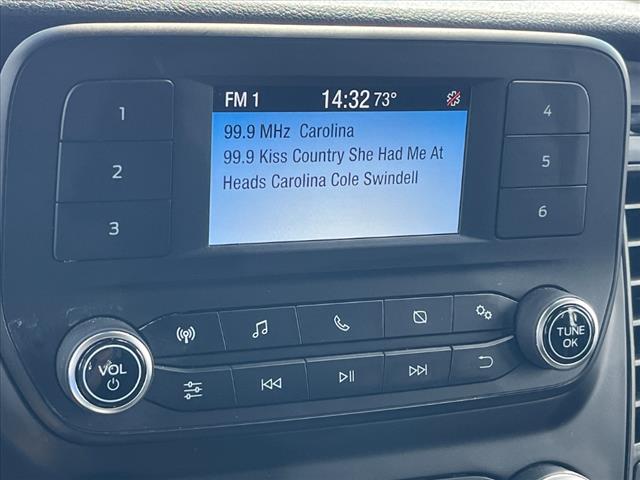 FM 1 14:32 73°
99.9 MHz Carolina
99.9 Kiss Country She Had Me At
Heads Carolina Cole Swindell
1
2
3
4
5
6
VOL
TUNE
OK